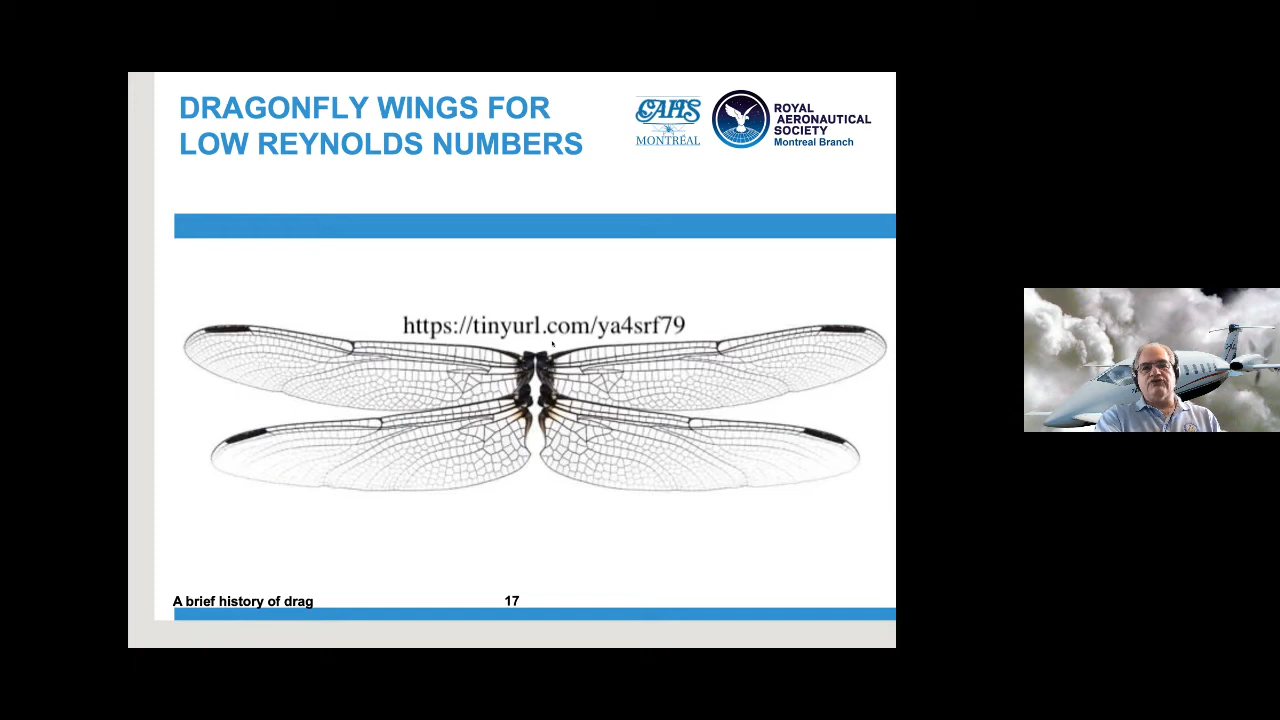 DRAGONFLY WINGS FOR
LOW REYNOLDS NUMBERS
CAHS
MONTRÉAL
ROYAL
AERONAUTICAL
SOCIETY
Montreal Branch
https://tinyurl.com/ya4srf79
A brief history of drag
17